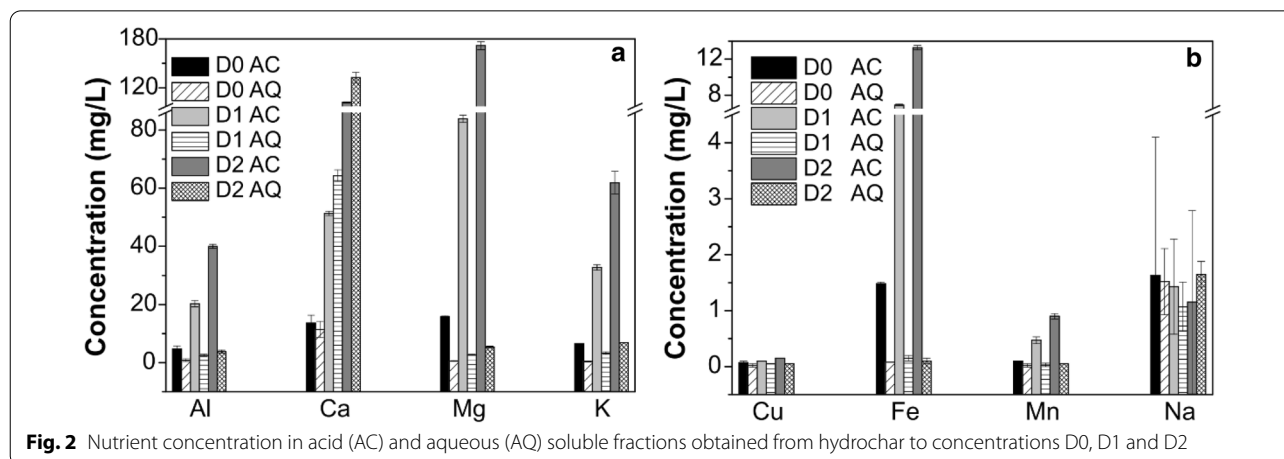 a
180
120
80
60
40
20
0
Concentration (mg/L)
D0 AC
D0 AQ
D1 AC
D1 AQ
D2 AC
D2 AQ
Al Ca Mg K
b
12
8
4
3
2
1
0
Concentration (mg/L)
D0 AC
D0 AQ
D1 AC
D1 AQ
D2 AC
D2 AQ
Cu Fe Mn Na
Fig. 2 Nutrient concentration in acid (AC) and aqueous (AQ) soluble fractions obtained from hydrochar to concentrations D0, D1 and D2